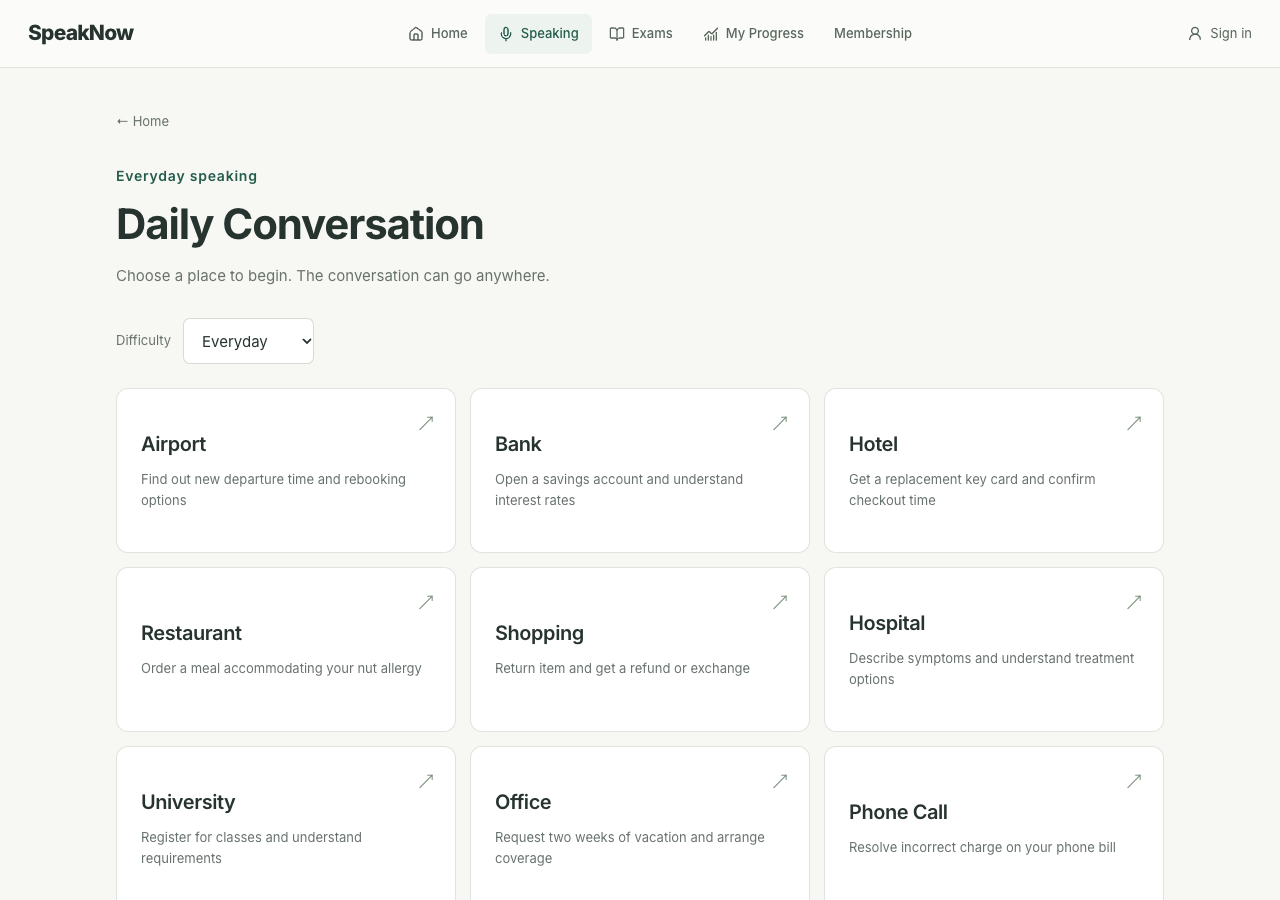 SpeakNow
Home
Speaking
Exams
My Progress
Membership
Sign in
← Home
Everyday speaking
Daily Conversation
Choose a place to begin. The conversation can go anywhere.
Difficulty
Everyday
Airport
Find out new departure time and rebooking
options
Bank
Open a savings account and understand
interest rates
Hotel
Get a replacement key card and confirm
checkout time
Restaurant
Order a meal accommodating your nut allergy
Shopping
Return item and get a refund or exchange
Hospital
Describe symptoms and understand treatment
options
University
Register for classes and understand
requirements
Office
Request two weeks of vacation and arrange
coverage
Phone Call
Resolve incorrect charge on your phone bill